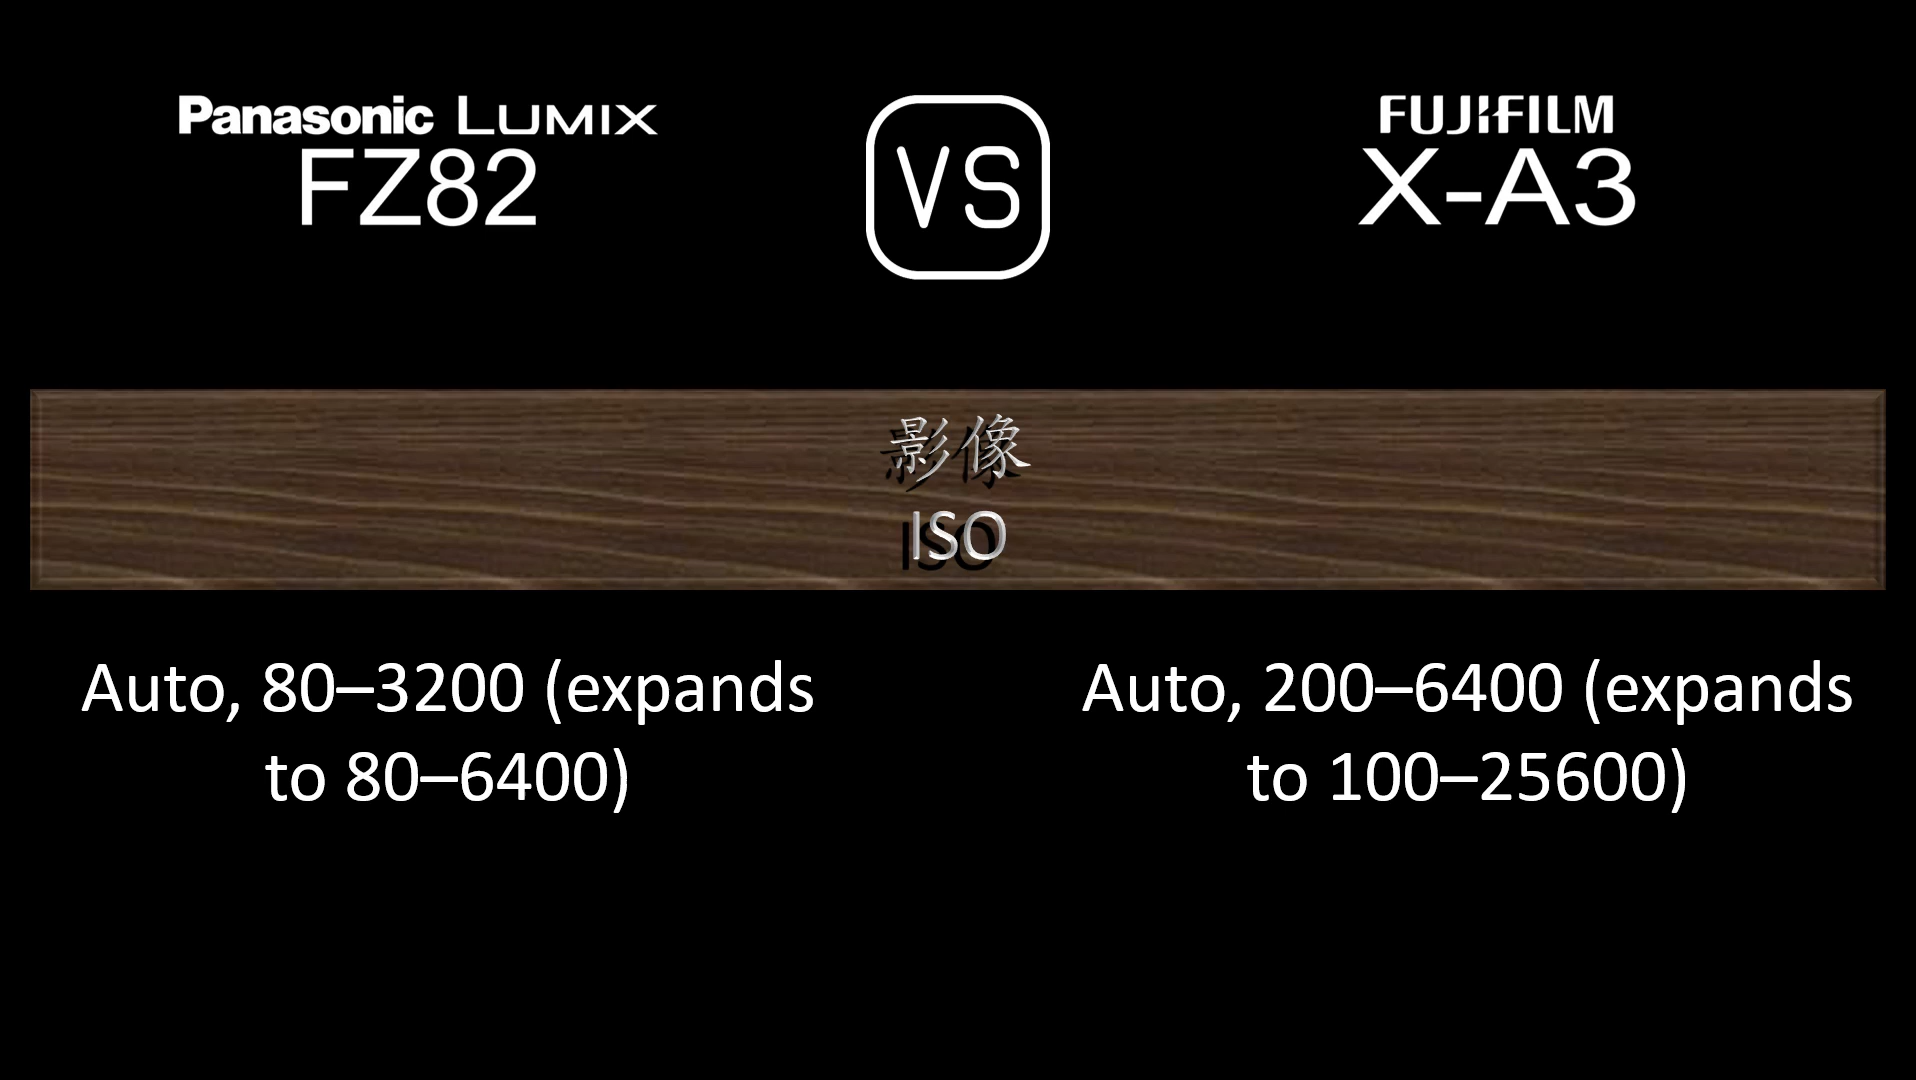 Panasonic LUMIX
FZ82
VS
FUJIFILM
X-A3
影像
ISO
Auto, 80–3200 (expands
to 80–6400)
Auto, 200–6400 (expands
to 100–25600)